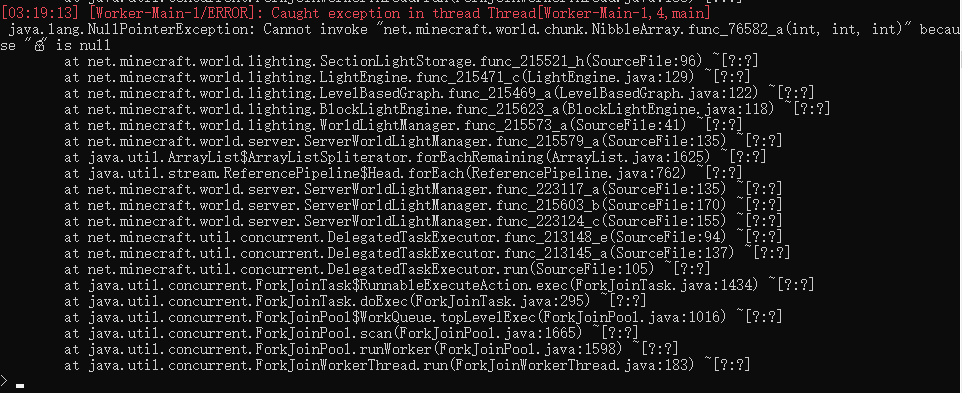 [03:19:13] [Worker-Main-1/ERROR]: Caught exception in thread Thread[Worker-Main-1,4,main]
java.lang.NullPointerException: Cannot invoke "net.minecraft.world.chunk.NibbleArray.func_76582_a(int, int, int)" becau
se "☃" is null
at net.minecraft.world.lighting.SectionLightStorage.func_215521_h(SourceFile:96) ~[?:?]
at net.minecraft.world.lighting.LightEngine.func_215471_c(LightEngine.java:129) ~[?:?]
at net.minecraft.world.lighting.LevelBasedGraph.func_215469_a(LevelBasedGraph.java:122) ~[?:?]
at net.minecraft.world.lighting.BlockLightEngine.func_215623_a(BlockLightEngine.java:118) ~[?:?]
at net.minecraft.world.lighting.WorldLightManager.func_215573_a(SourceFile:41) ~[?:?]
at net.minecraft.world.server.ServerWorldLightManager.func_215579_a(SourceFile:135) ~[?:?]
at java.util.ArrayList$ArrayListSpliterator.forEachRemaining(ArrayList.java:1625) ~[?:?]
at java.util.stream.ReferencePipeline$Head.forEach(ReferencePipeline.java:762) ~[?:?]
at net.minecraft.world.server.ServerWorldLightManager.func_223117_a(SourceFile:135) ~[?:?]
at net.minecraft.world.server.ServerWorldLightManager.func_215603_b(SourceFile:170) ~[?:?]
at net.minecraft.world.server.ServerWorldLightManager.func_223124_c(SourceFile:155) ~[?:?]
at net.minecraft.util.concurrent.DelegatedTaskExecutor.func_213148_e(SourceFile:94) ~[?:?]
at net.minecraft.util.concurrent.DelegatedTaskExecutor.func_213145_a(SourceFile:137) ~[?:?]
at net.minecraft.util.concurrent.DelegatedTaskExecutor.run(SourceFile:105) ~[?:?]
at java.util.concurrent.ForkJoinTask$RunnableExecuteAction.exec(ForkJoinTask.java:1434) ~[?:?]
at java.util.concurrent.ForkJoinTask.doExec(ForkJoinTask.java:295) ~[?:?]
at java.util.concurrent.ForkJoinPool$WorkQueue.topLevelExec(ForkJoinPool.java:1016) ~[?:?]
at java.util.concurrent.ForkJoinPool.scan(ForkJoinPool.java:1665) ~[?:?]
at java.util.concurrent.ForkJoinPool.runWorker(ForkJoinPool.java:1598) ~[?:?]
at java.util.concurrent.ForkJoinWorkerThread.run(ForkJoinWorkerThread.java:183) ~[?:?]
>